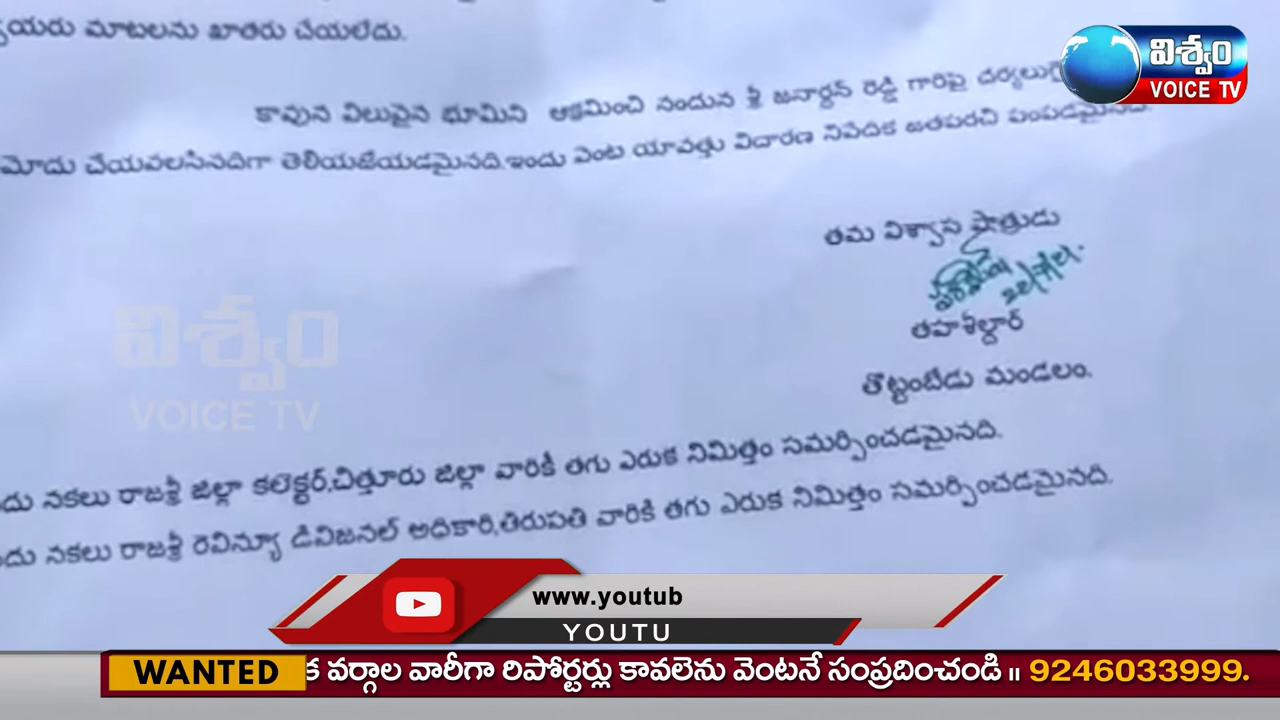 మాటలను ఖాతరు చేయలేదు.
కావున విలువైన భూమిని ఆక్రమించి నందున శ్రీ జనార్ధన్ రెడ్డి గారిపై
చేయవలసినదిగా తెలియజేయడమైనది.ఇందు వెంట యావత్తు విచారణ నివేదిక జతపరచి పంపడమైనది.
తమ విశ్వాస పాత్రుడు
తహశీల్దార్
తొట్టంబేడు మండలం.
నకలు రాజశ్రీ జిల్లా కలెక్టర్,చిత్తూరు జిల్లా వారికి తగు ఎరుక నిమిత్తం సమర్పించడమైనది.
నకలు రాజశ్రీ రెవిన్యూ డివిజనల్ అధికారి,తిరుపతి వారికి తగు ఎరుక నిమిత్తం సమర్పించడమైనది.
విశ్వం
VOICE TV
విశ్వం
VOICE TV
www.youtub
YOUTU
WANTED
క వర్గాల వారీగా రిపోర్టర్లు కావలెను వెంటనే సంప్రదించండి ॥ 9246033999.